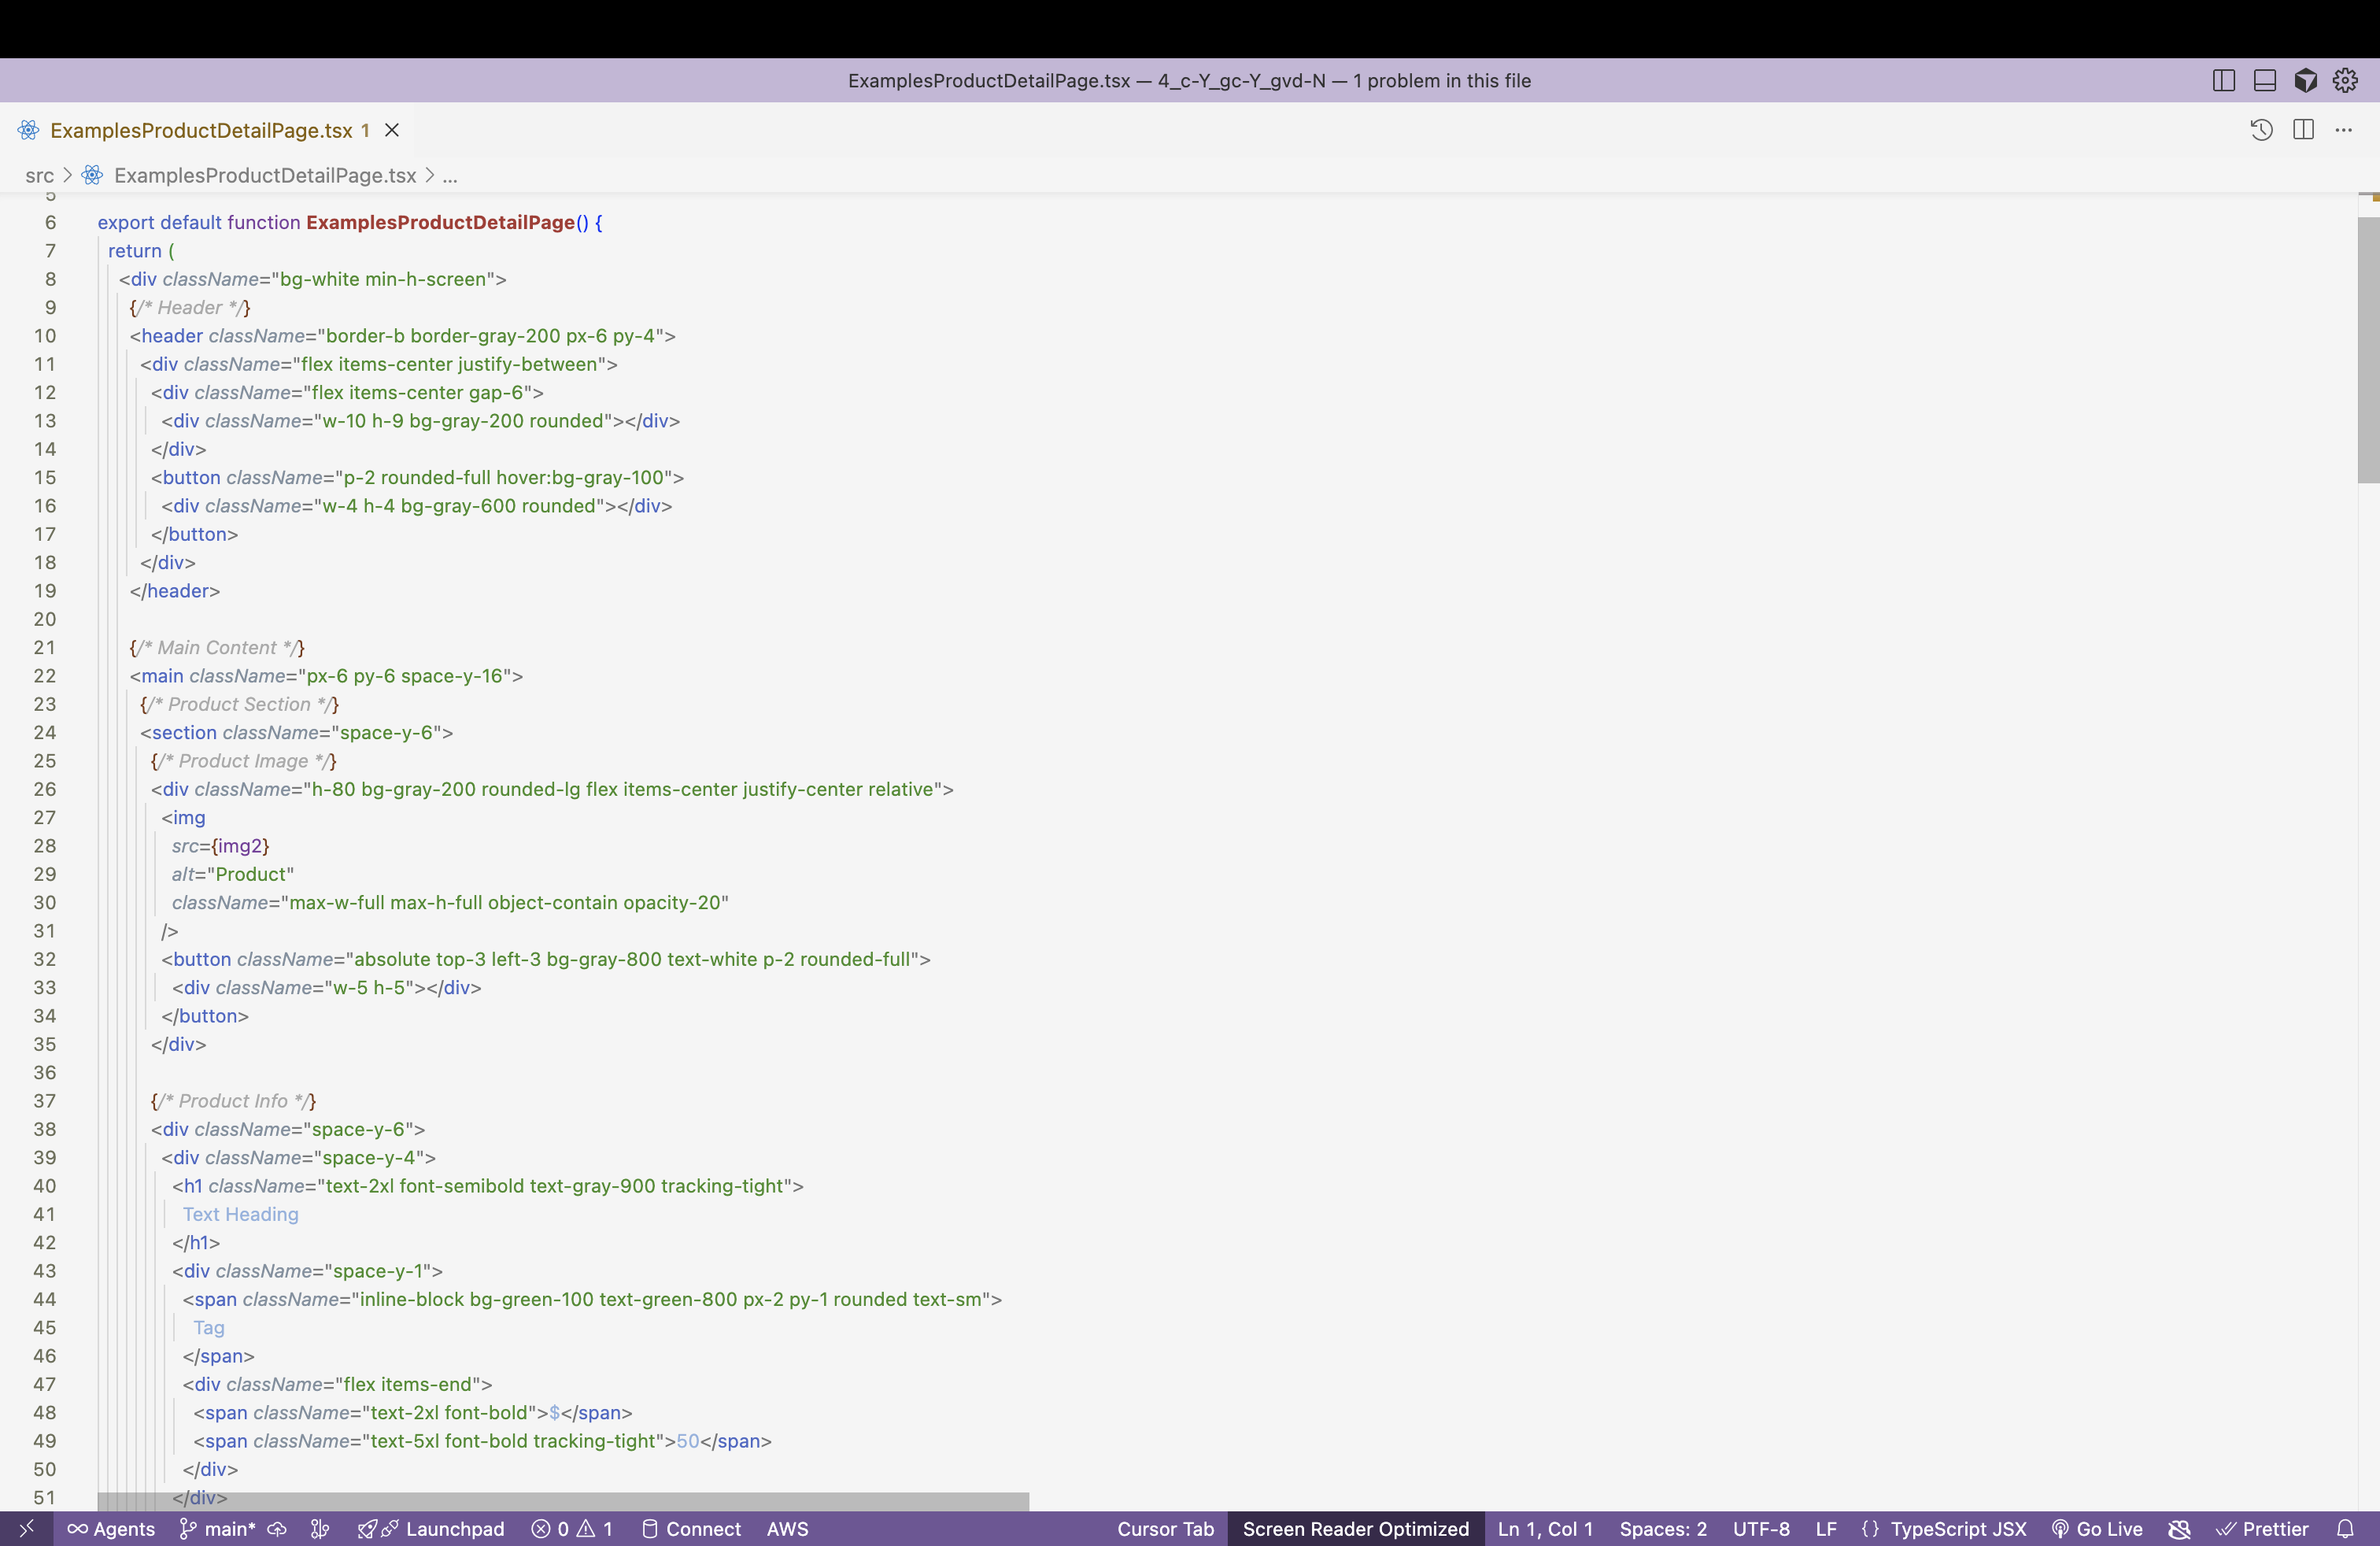 ExamplesProductDetailPage.tsx — 4_c-Y_gc-Y_gvd-N — 1 problem in this file
ExamplesProductDetailPage.tsx 1
src > ExamplesProductDetailPage.tsx > ...
5
6 export default function ExamplesProductDetailPage() {
7 return (
8 <div className="bg-white min-h-screen">
9 {/* Header */}
10 <header className="border-b border-gray-200 px-6 py-4">
11 <div className="flex items-center justify-between">
12 <div className="flex items-center gap-6">
13 <div className="w-10 h-9 bg-gray-200 rounded"></div>
14 </div>
15 <button className="p-2 rounded-full hover:bg-gray-100">
16 <div className="w-4 h-4 bg-gray-600 rounded"></div>
17 </button>
18 </div>
19 </header>
20
21 {/* Main Content */}
22 <main className="px-6 py-6 space-y-16">
23 {/* Product Section */}
24 <section className="space-y-6">
25 {/* Product Image */}
26 <div className="h-80 bg-gray-200 rounded-lg flex items-center justify-center relative">
27 <img
28 src={img2}
29 alt="Product"
30 className="max-w-full max-h-full object-contain opacity-20"
31 />
32 <button className="absolute top-3 left-3 bg-gray-800 text-white p-2 rounded-full">
33 <div className="w-5 h-5"></div>
34 </button>
35 </div>
36
37 {/* Product Info */}
38 <div className="space-y-6">
39 <div className="space-y-4">
40 <h1 className="text-2xl font-semibold text-gray-900 tracking-tight">
41 Text Heading
42 </h1>
43 <div className="space-y-1">
44 <span className="inline-block bg-green-100 text-green-800 px-2 py-1 rounded text-sm">
45 Tag
46 </span>
47 <div className="flex items-end">
48 <span className="text-2xl font-bold">$</span>
49 <span className="text-5xl font-bold tracking-tight">50</span>
50 </div>
51 </div>
Agents main* Launchpad 0 1 Connect AWS Cursor Tab Screen Reader Optimized Ln 1, Col 1 Spaces: 2 UTF-8 LF {} TypeScript JSX Go Live Prettier